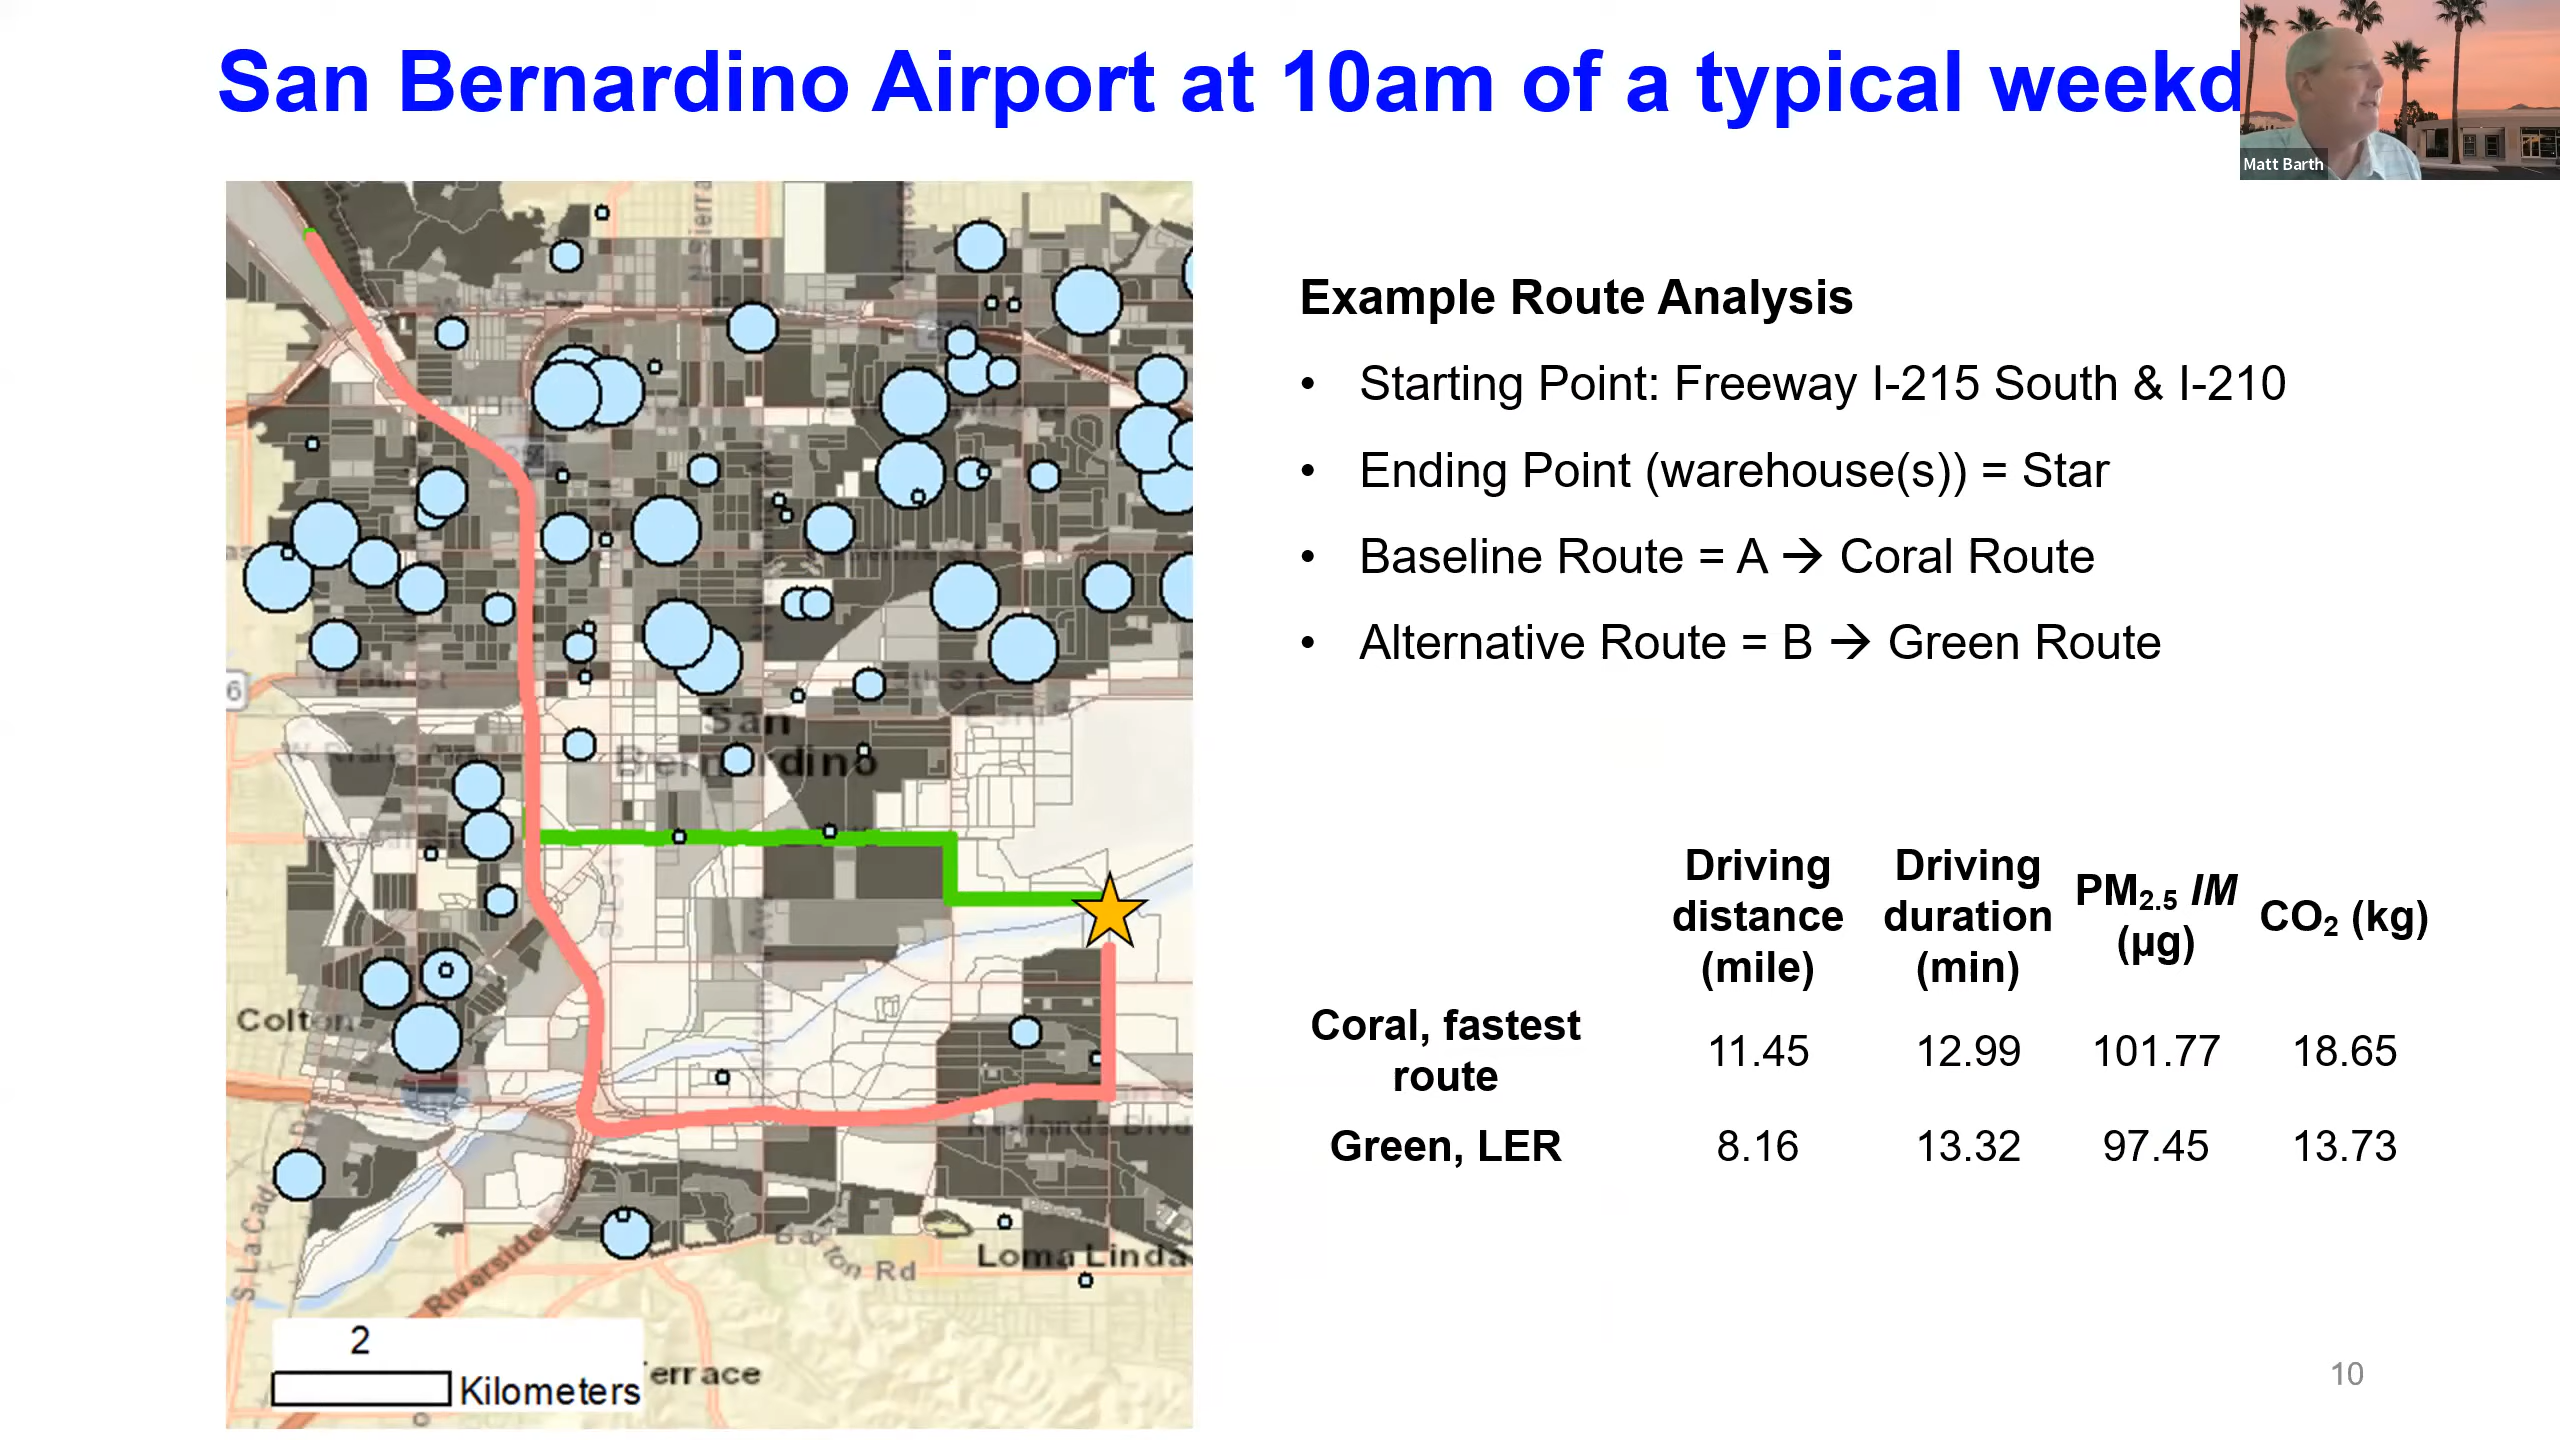 San Bernardino Airport at 10am of a typical weekd
Matt Barth
Example Route Analysis
• Starting Point: Freeway I-215 South & I-210
• Ending Point (warehouse(s)) = Star
• Baseline Route = A → Coral Route
• Alternative Route = B → Green Route
Driving distance (mile) Driving duration (min) PM2.5 IM (µg) CO2 (kg)
Coral, fastest route 11.45 12.99 101.77 18.65
Green, LER 8.16 13.32 97.45 13.73
San
Bernardino
Colton
Loma Linda
Riverside
Rd
S La Cad
errace
2
Kilometers
10